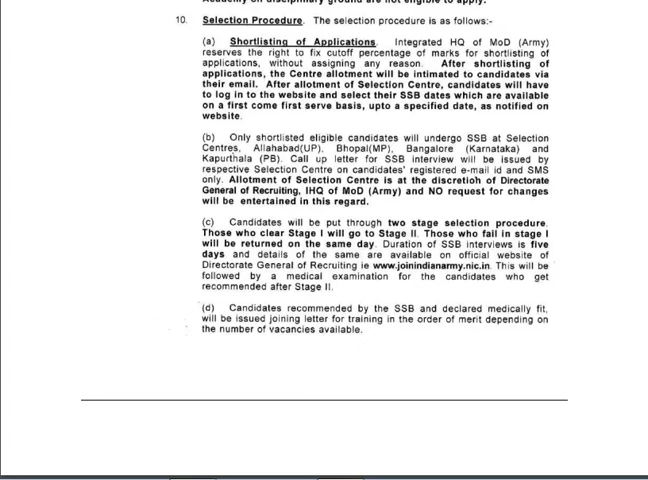 Academy on disciplinary ground are not eligible to apply.
10. Selection Procedure. The selection procedure is as follows:-
(a) Shortlisting of Applications. Integrated HQ of MoD (Army)
reserves the right to fix cutoff percentage of marks for shortlisting of
applications, without assigning any reason. After shortlisting of
applications, the Centre allotment will be intimated to candidates via
their email. After allotment of Selection Centre, candidates will have
to log in to the website and select their SSB dates which are available
on a first come first serve basis, upto a specified date, as notified on
website.
(b) Only shortlisted eligible candidates will undergo SSB at Selection
Centres, Allahabad(UP), Bhopal(MP), Bangalore (Karnataka) and
Kapurthala (PB). Call up letter for SSB interview will be issued by
respective Selection Centre on candidates' registered e-mail id and SMS
only. Allotment of Selection Centre is at the discretion of Directorate
General of Recruiting, IHQ of MoD (Army) and NO request for changes
will be entertained in this regard.
(c) Candidates will be put through two stage selection procedure.
Those who clear Stage I will go to Stage II. Those who fail in stage I
will be returned on the same day. Duration of SSB interviews is five
days and details of the same are available on official website of
Directorate General of Recruiting ie www.joinindianarmy.nic.in. This will be
followed by a medical examination for the candidates who get
recommended after Stage II.
(d) Candidates recommended by the SSB and declared medically fit,
will be issued joining letter for training in the order of merit depending on
the number of vacancies available.